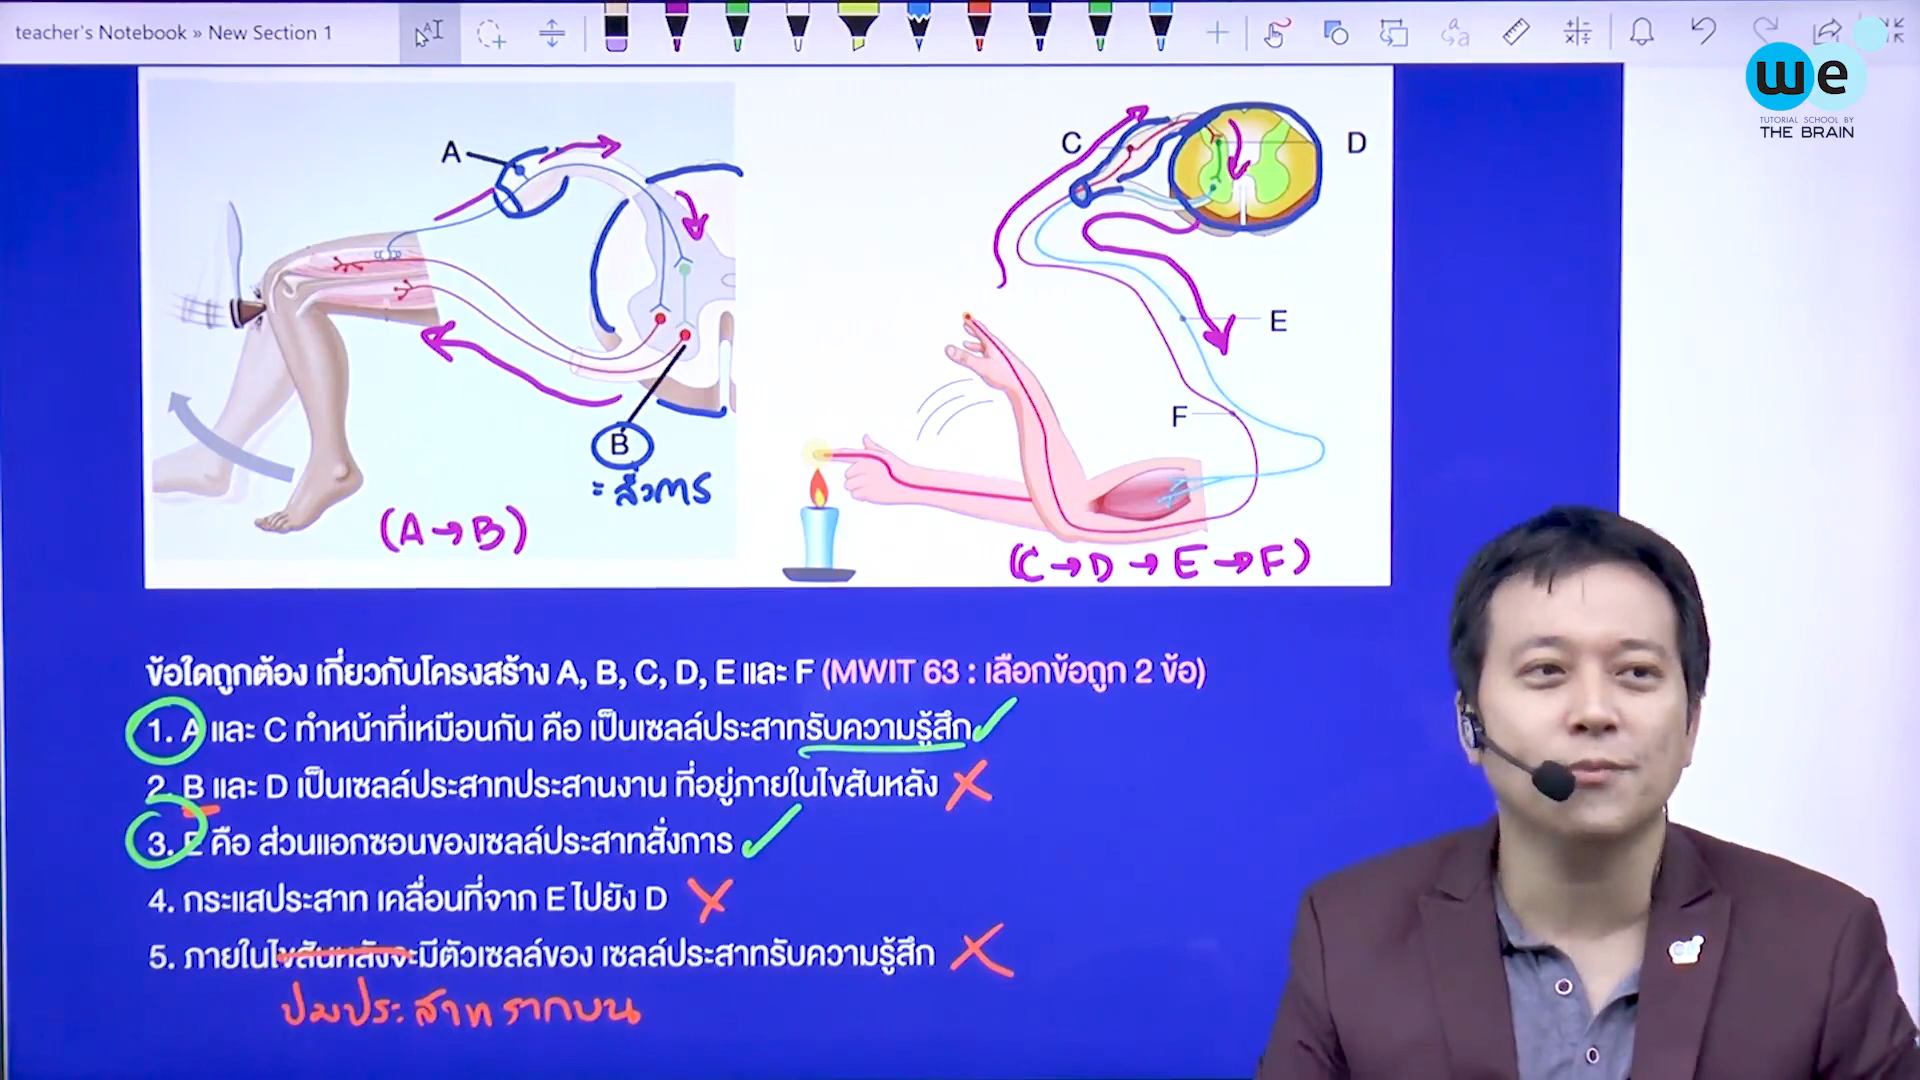 teacher's Notebook » New Section 1
we
TUTORIAL SCHOOL BY
THE BRAIN
A
B
= สั่งการ
(A→B)
C
D
E
F
(C→D→E→F)
ข้อใดถูกต้อง เกี่ยวกับโครงสร้าง A, B, C, D, E และ F (MWIT 63 : เลือกข้อถูก 2 ข้อ)
1. A และ C ทำหน้าที่เหมือนกัน คือ เป็นเซลล์ประสาทรับความรู้สึก
2. B และ D เป็นเซลล์ประสาทประสานงาน ที่อยู่ภายในไขสันหลัง
3. E คือ ส่วนแอกซอนของเซลล์ประสาทสั่งการ
4. กระแสประสาท เคลื่อนที่จาก E ไปยัง D
5. ภายในไขสันหลังจะมีตัวเซลล์ของ เซลล์ประสาทรับความรู้สึก
ปมประสาทรากบน